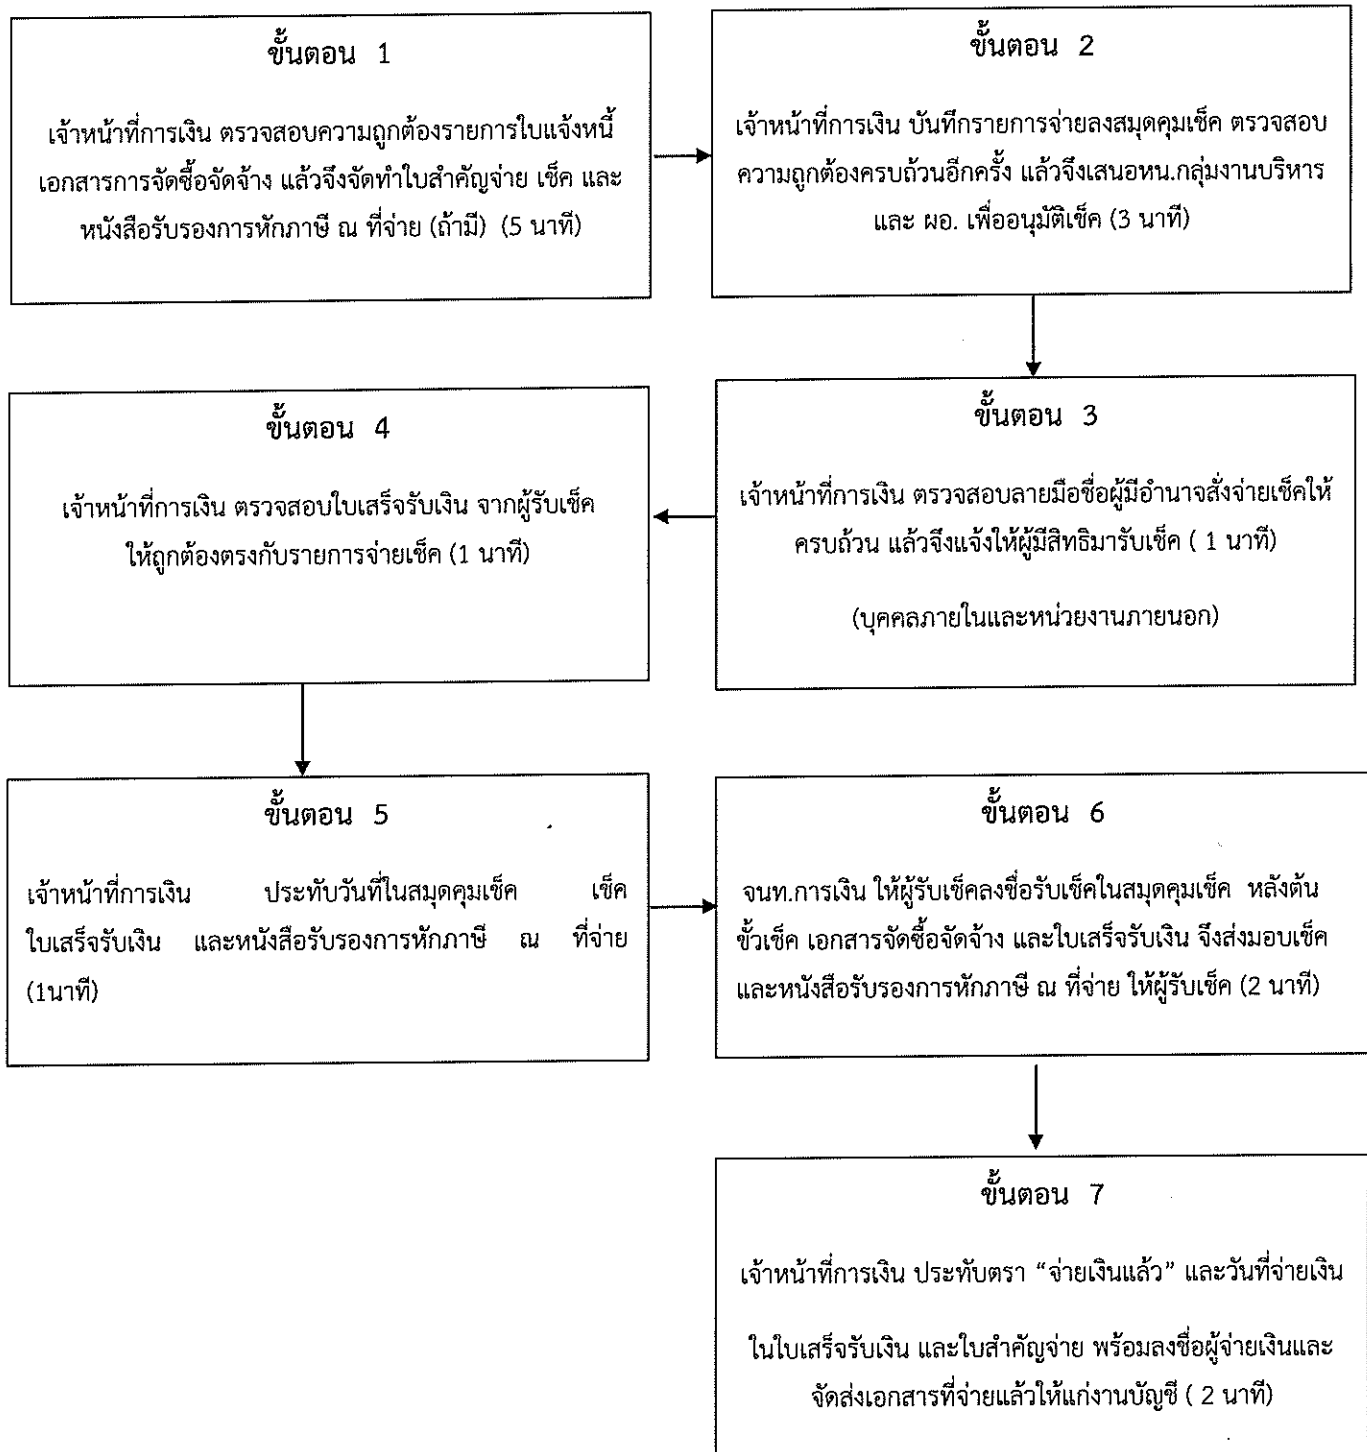 ขั้นตอน 1
เจ้าหน้าที่การเงิน ตรวจสอบความถูกต้องรายการใบแจ้งหนี้
เอกสารการจัดซื้อจัดจ้าง แล้วจึงจัดทำใบสำคัญจ่าย เช็ค และ
หนังสือรับรองการหักภาษี ณ ที่จ่าย (ถ้ามี) (5 นาที)
ขั้นตอน 2
เจ้าหน้าที่การเงิน บันทึกรายการจ่ายลงสมุดคุมเช็ค ตรวจสอบ
ความถูกต้องครบถ้วนอีกครั้ง แล้วจึงเสนอหน.กลุ่มงานบริหาร
และ ผอ. เพื่ออนุมัติเช็ค (3 นาที)
ขั้นตอน 3
เจ้าหน้าที่การเงิน ตรวจสอบลายมือชื่อผู้มีอำนาจสั่งจ่ายเช็คให้
ครบถ้วน แล้วจึงแจ้งให้ผู้มีสิทธิมารับเช็ค ( 1 นาที)
(บุคคลภายในและหน่วยงานภายนอก)
ขั้นตอน 4
เจ้าหน้าที่การเงิน ตรวจสอบใบเสร็จรับเงิน จากผู้รับเช็ค
ให้ถูกต้องตรงกับรายการจ่ายเช็ค (1 นาที)
ขั้นตอน 5
เจ้าหน้าที่การเงิน ประทับวันที่ในสมุดคุมเช็ค เช็ค
ใบเสร็จรับเงิน และหนังสือรับรองการหักภาษี ณ ที่จ่าย
(1นาที)
ขั้นตอน 6
จนท.การเงิน ให้ผู้รับเช็คลงชื่อรับเช็คในสมุดคุมเช็ค หลังต้น
ขั้วเช็ค เอกสารจัดซื้อจัดจ้าง และใบเสร็จรับเงิน จึงส่งมอบเช็ค
และหนังสือรับรองการหักภาษี ณ ที่จ่าย ให้ผู้รับเช็ค (2 นาที)
ขั้นตอน 7
เจ้าหน้าที่การเงิน ประทับตรา “จ่ายเงินแล้ว” และวันที่จ่ายเงิน
ในใบเสร็จรับเงิน และใบสำคัญจ่าย พร้อมลงชื่อผู้จ่ายเงินและ
จัดส่งเอกสารที่จ่ายแล้วให้แก่งานบัญชี ( 2 นาที)